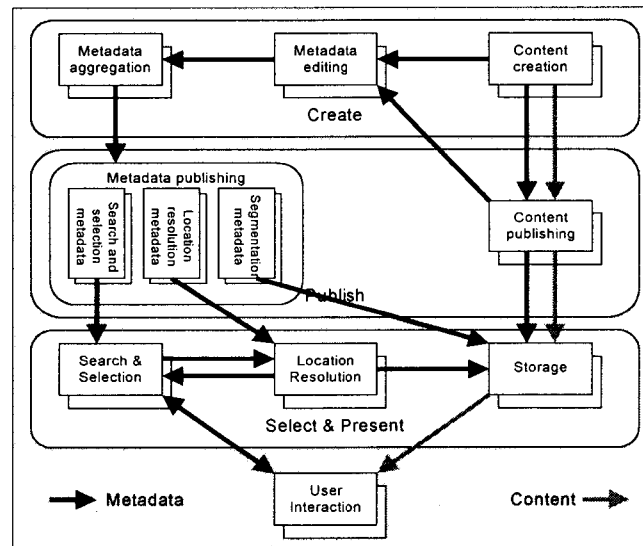 Metadata
aggregation
Metadata
editing
Content
creation
Create
Metadata publishing
Search and
selection
metadata
Location
resolution
metadata
Segmentation
metadata
Content
publishing
Publish
Search &
Selection
Location
Resolution
Storage
Select & Present
User
Interaction
Metadata
Content